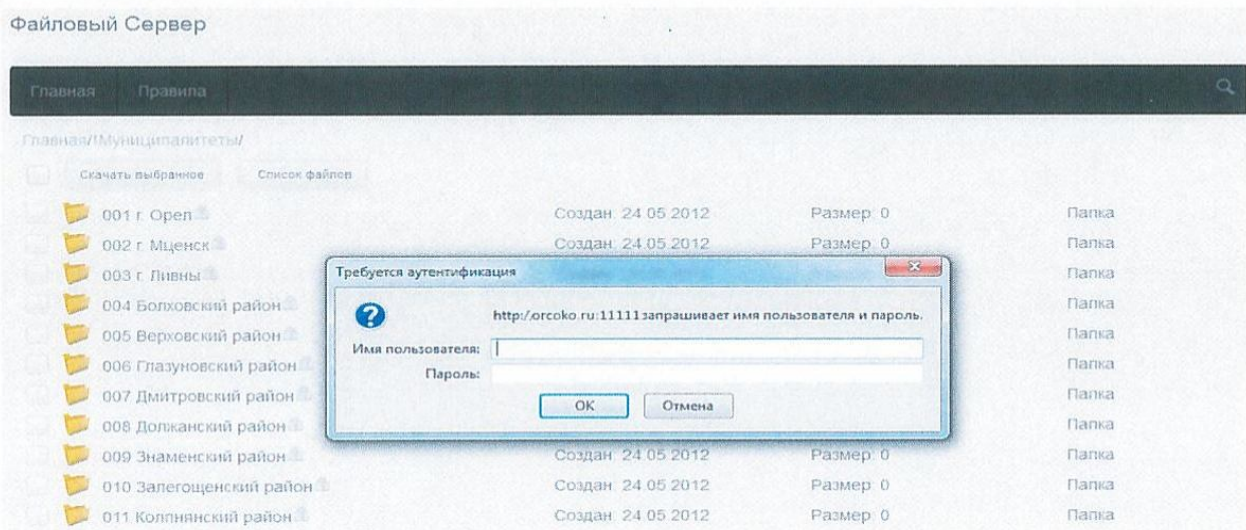 Файловый Сервер
Главная Правила
Главная/!Муниципалитеты/
Скачать выбранное Список файлов
001 г. Орел Создан: 24.05.2012 Размер: 0 Папка
002 г. Мценск Создан: 24.05.2012 Размер: 0 Папка
003 г. Ливны Папка
Требуется аутентификация
004 Болховский район Папка
http://orcoko.ru:11111 запрашивает имя пользователя и пароль.
005 Верховский район Папка
Имя пользователя:
006 Глазуновский район Папка
Пароль:
007 Дмитровский район Папка
OK Отмена
008 Должанский район Папка
009 Знаменский район Создан: 24.05.2012 Размер: 0 Папка
010 Залегощенский район Создан: 24.05.2012 Размер: 0 Папка
011 Колпнянский район Создан: 24.05.2012 Размер: 0 Папка